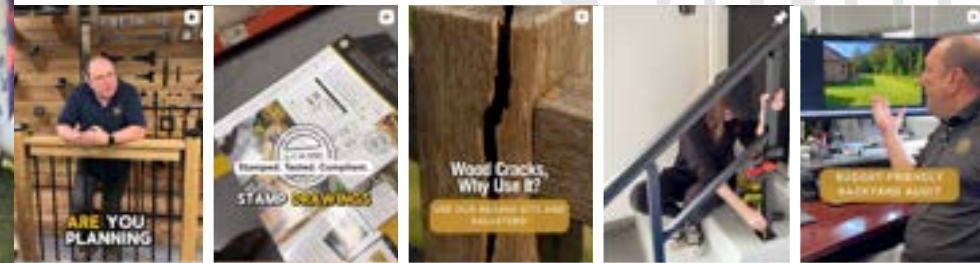 ARE YOU
PLANNING
Stamped. Tested. Compliant.
STAMP DRAWINGS
Wood Cracks,
Why Use It?
USE OUR RAILING KITS AND
BALUSTERS!
BUDGET-FRIENDLY
BACKYARD AUDIT